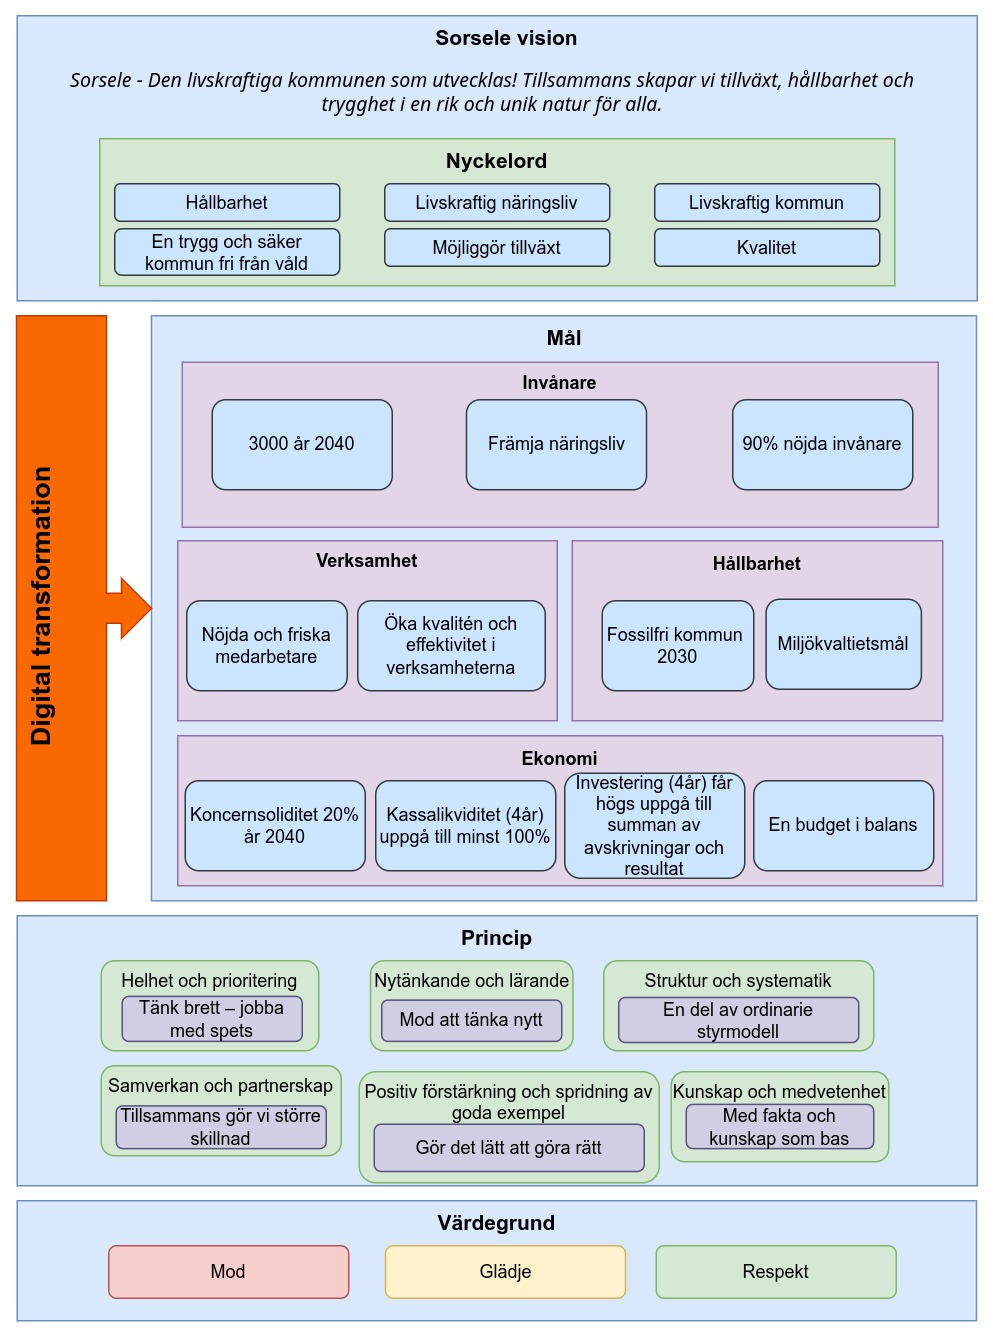 Sorsele vision
Sorsele - Den livskraftiga kommunen som utvecklas! Tillsammans skapar vi tillväxt, hållbarhet och
trygghet i en rik och unik natur för alla.
Nyckelord
Hållbarhet
Livskraftig näringsliv
Livskraftig kommun
En trygg och säker
kommun fri från våld
Möjliggör tillväxt
Kvalitet
Digital transformation
Mål
Invånare
3000 år 2040
Främja näringsliv
90% nöjda invånare
Verksamhet
Nöjda och friska
medarbetare
Öka kvalitén och
effektivitet i
verksamheterna
Hållbarhet
Fossilfri kommun
2030
Miljökvaltietsmål
Ekonomi
Koncernsoliditet 20%
år 2040
Kassalikviditet (4år)
uppgå till minst 100%
Investering (4år) får
högs uppgå till
summan av
avskrivningar och
resultat
En budget i balans
Princip
Helhet och prioritering
Tänk brett – jobba
med spets
Nytänkande och lärande
Mod att tänka nytt
Struktur och systematik
En del av ordinarie
styrmodell
Samverkan och partnerskap
Tillsammans gör vi större
skillnad
Positiv förstärkning och spridning av
goda exempel
Gör det lätt att göra rätt
Kunskap och medvetenhet
Med fakta och
kunskap som bas
Värdegrund
Mod
Glädje
Respekt